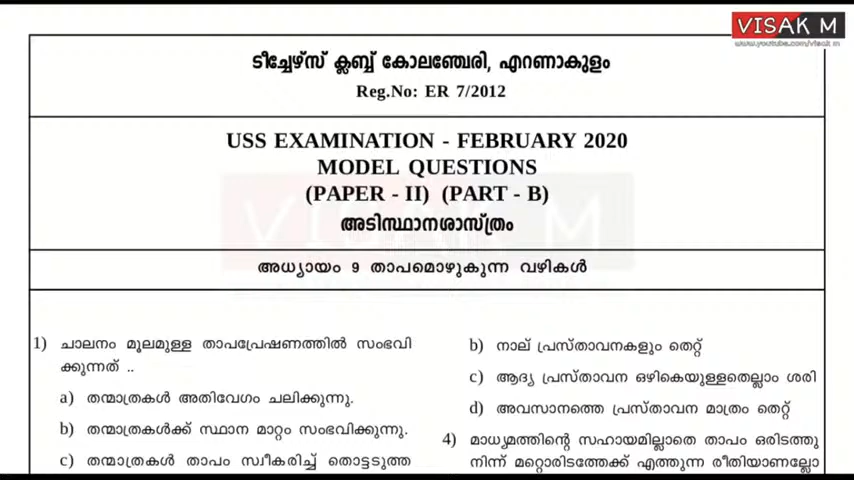 VISAK M
www.youtube.com/visak m
ടീച്ചേഴ്സ് ക്ലബ്ബ് കോലഞ്ചേരി, എറണാകുളം
Reg.No: ER 7/2012
USS EXAMINATION - FEBRUARY 2020
MODEL QUESTIONS
(PAPER - II) (PART - B)
അടിസ്ഥാനശാസ്ത്രം
അധ്യായം 9 താപമൊഴുകുന്ന വഴികൾ
1) ചാലനം മൂലമുള്ള താപപ്രേഷണത്തിൽ സംഭവി
ക്കുന്നത് ..
a) തന്മാത്രകൾ അതിവേഗം ചലിക്കുന്നു.
b) തന്മാത്രകൾക്ക് സ്ഥാന മാറ്റം സംഭവിക്കുന്നു.
c) തന്മാത്രകൾ താപം സ്വീകരിച്ച് തൊട്ടടുത്ത
b) നാല് പ്രസ്താവനകളും തെറ്റ്
c) ആദ്യ പ്രസ്താവന ഒഴികെയുള്ളതെല്ലാം ശരി
d) അവസാനത്തെ പ്രസ്താവന മാത്രം തെറ്റ്
4) മാധ്യമത്തിന്റെ സഹായമില്ലാതെ താപം ഒരിടത്തു
നിന്ന് മറ്റൊരിടത്തേക്ക് എത്തുന്ന രീതിയാണല്ലോ